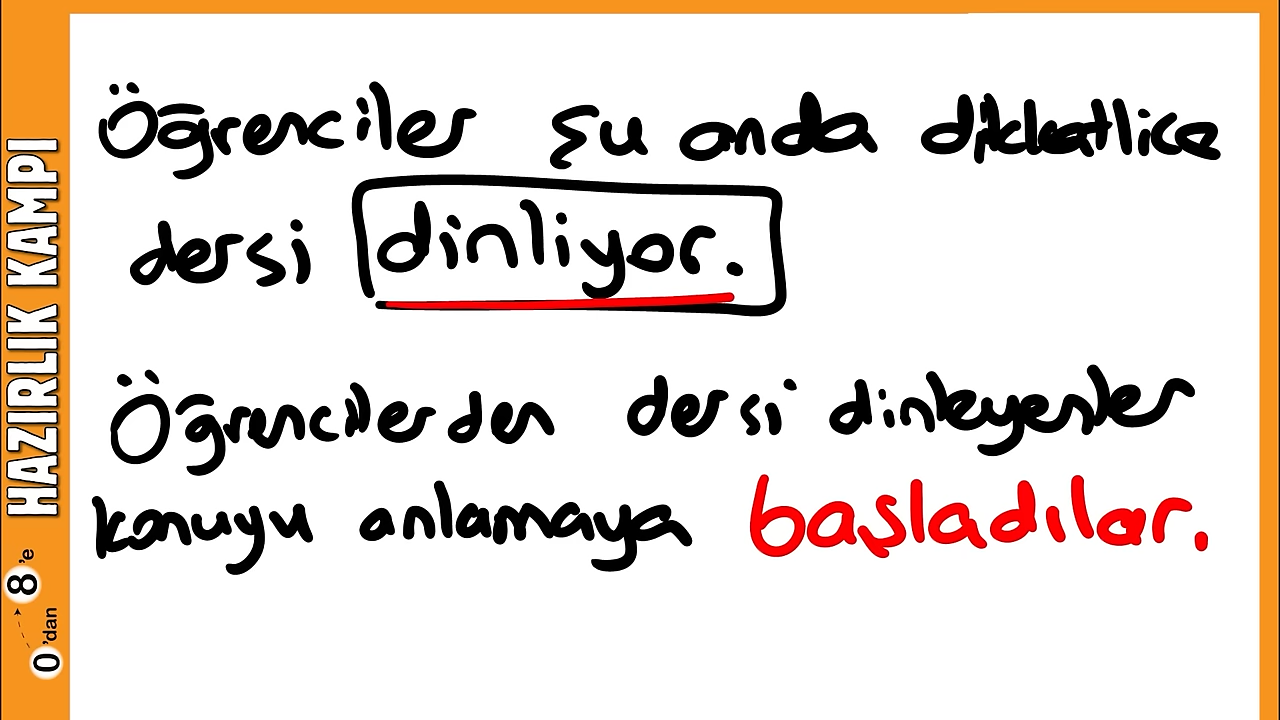 Öğrenciler şu anda dikkatlice
dersi dinliyor.
Öğrencilerden dersi dinleyenler
konuyu anlamaya başladılar.
HAZIRLIK KAMPI
0'dan 8'e